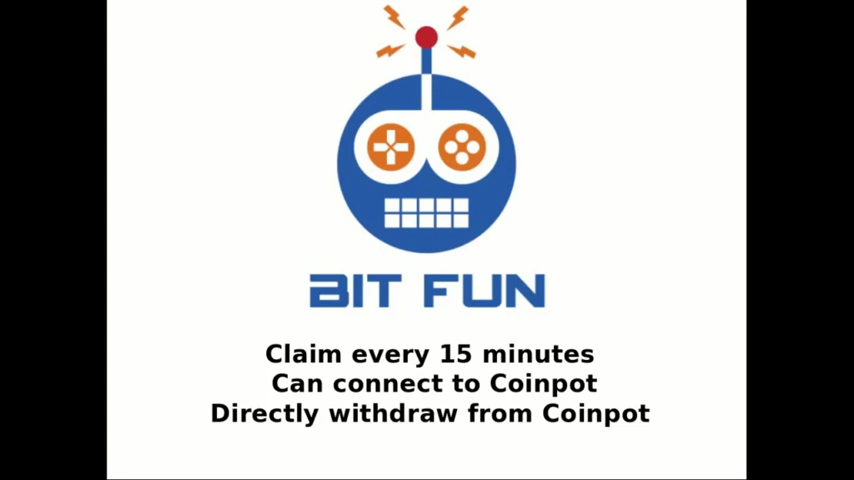 BIT FUN
Claim every 15 minutes
Can connect to Coinpot
Directly withdraw from Coinpot